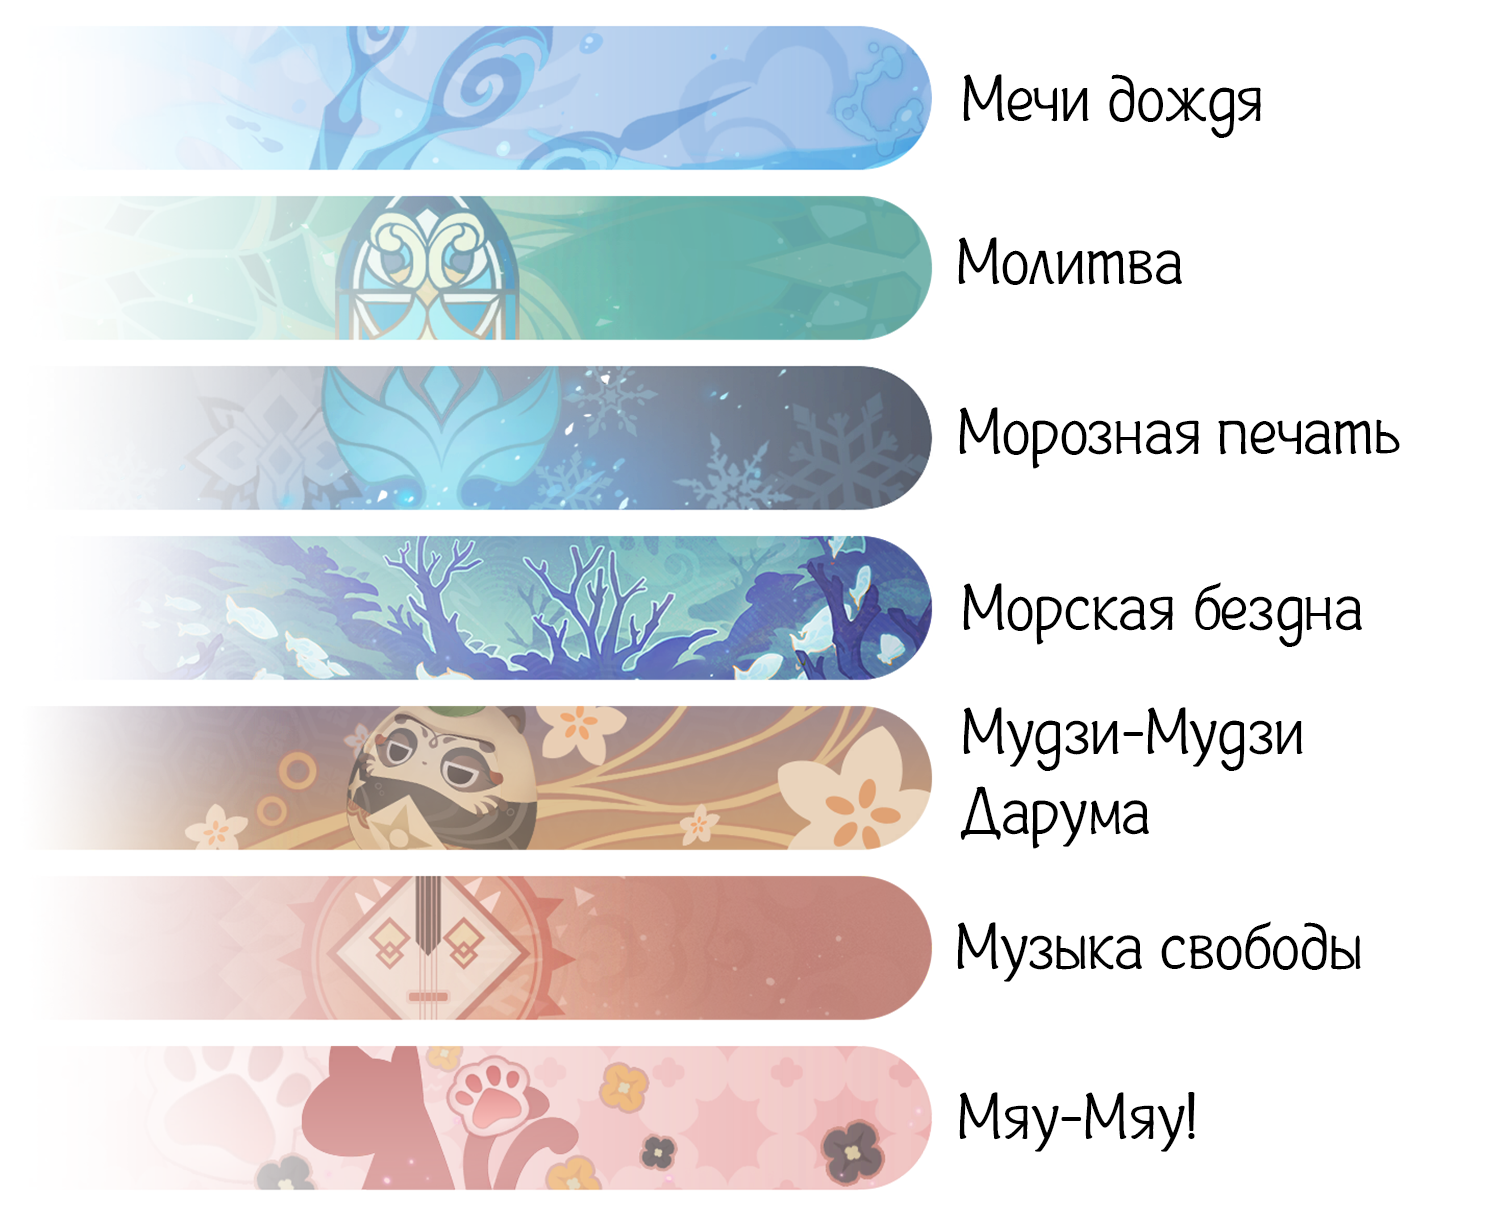 Мечи дождя
Молитва
Морозная печать
Морская бездна
Мудзи-Мудзи
Дарума
Музыка свободы
Мяу-Мяу!